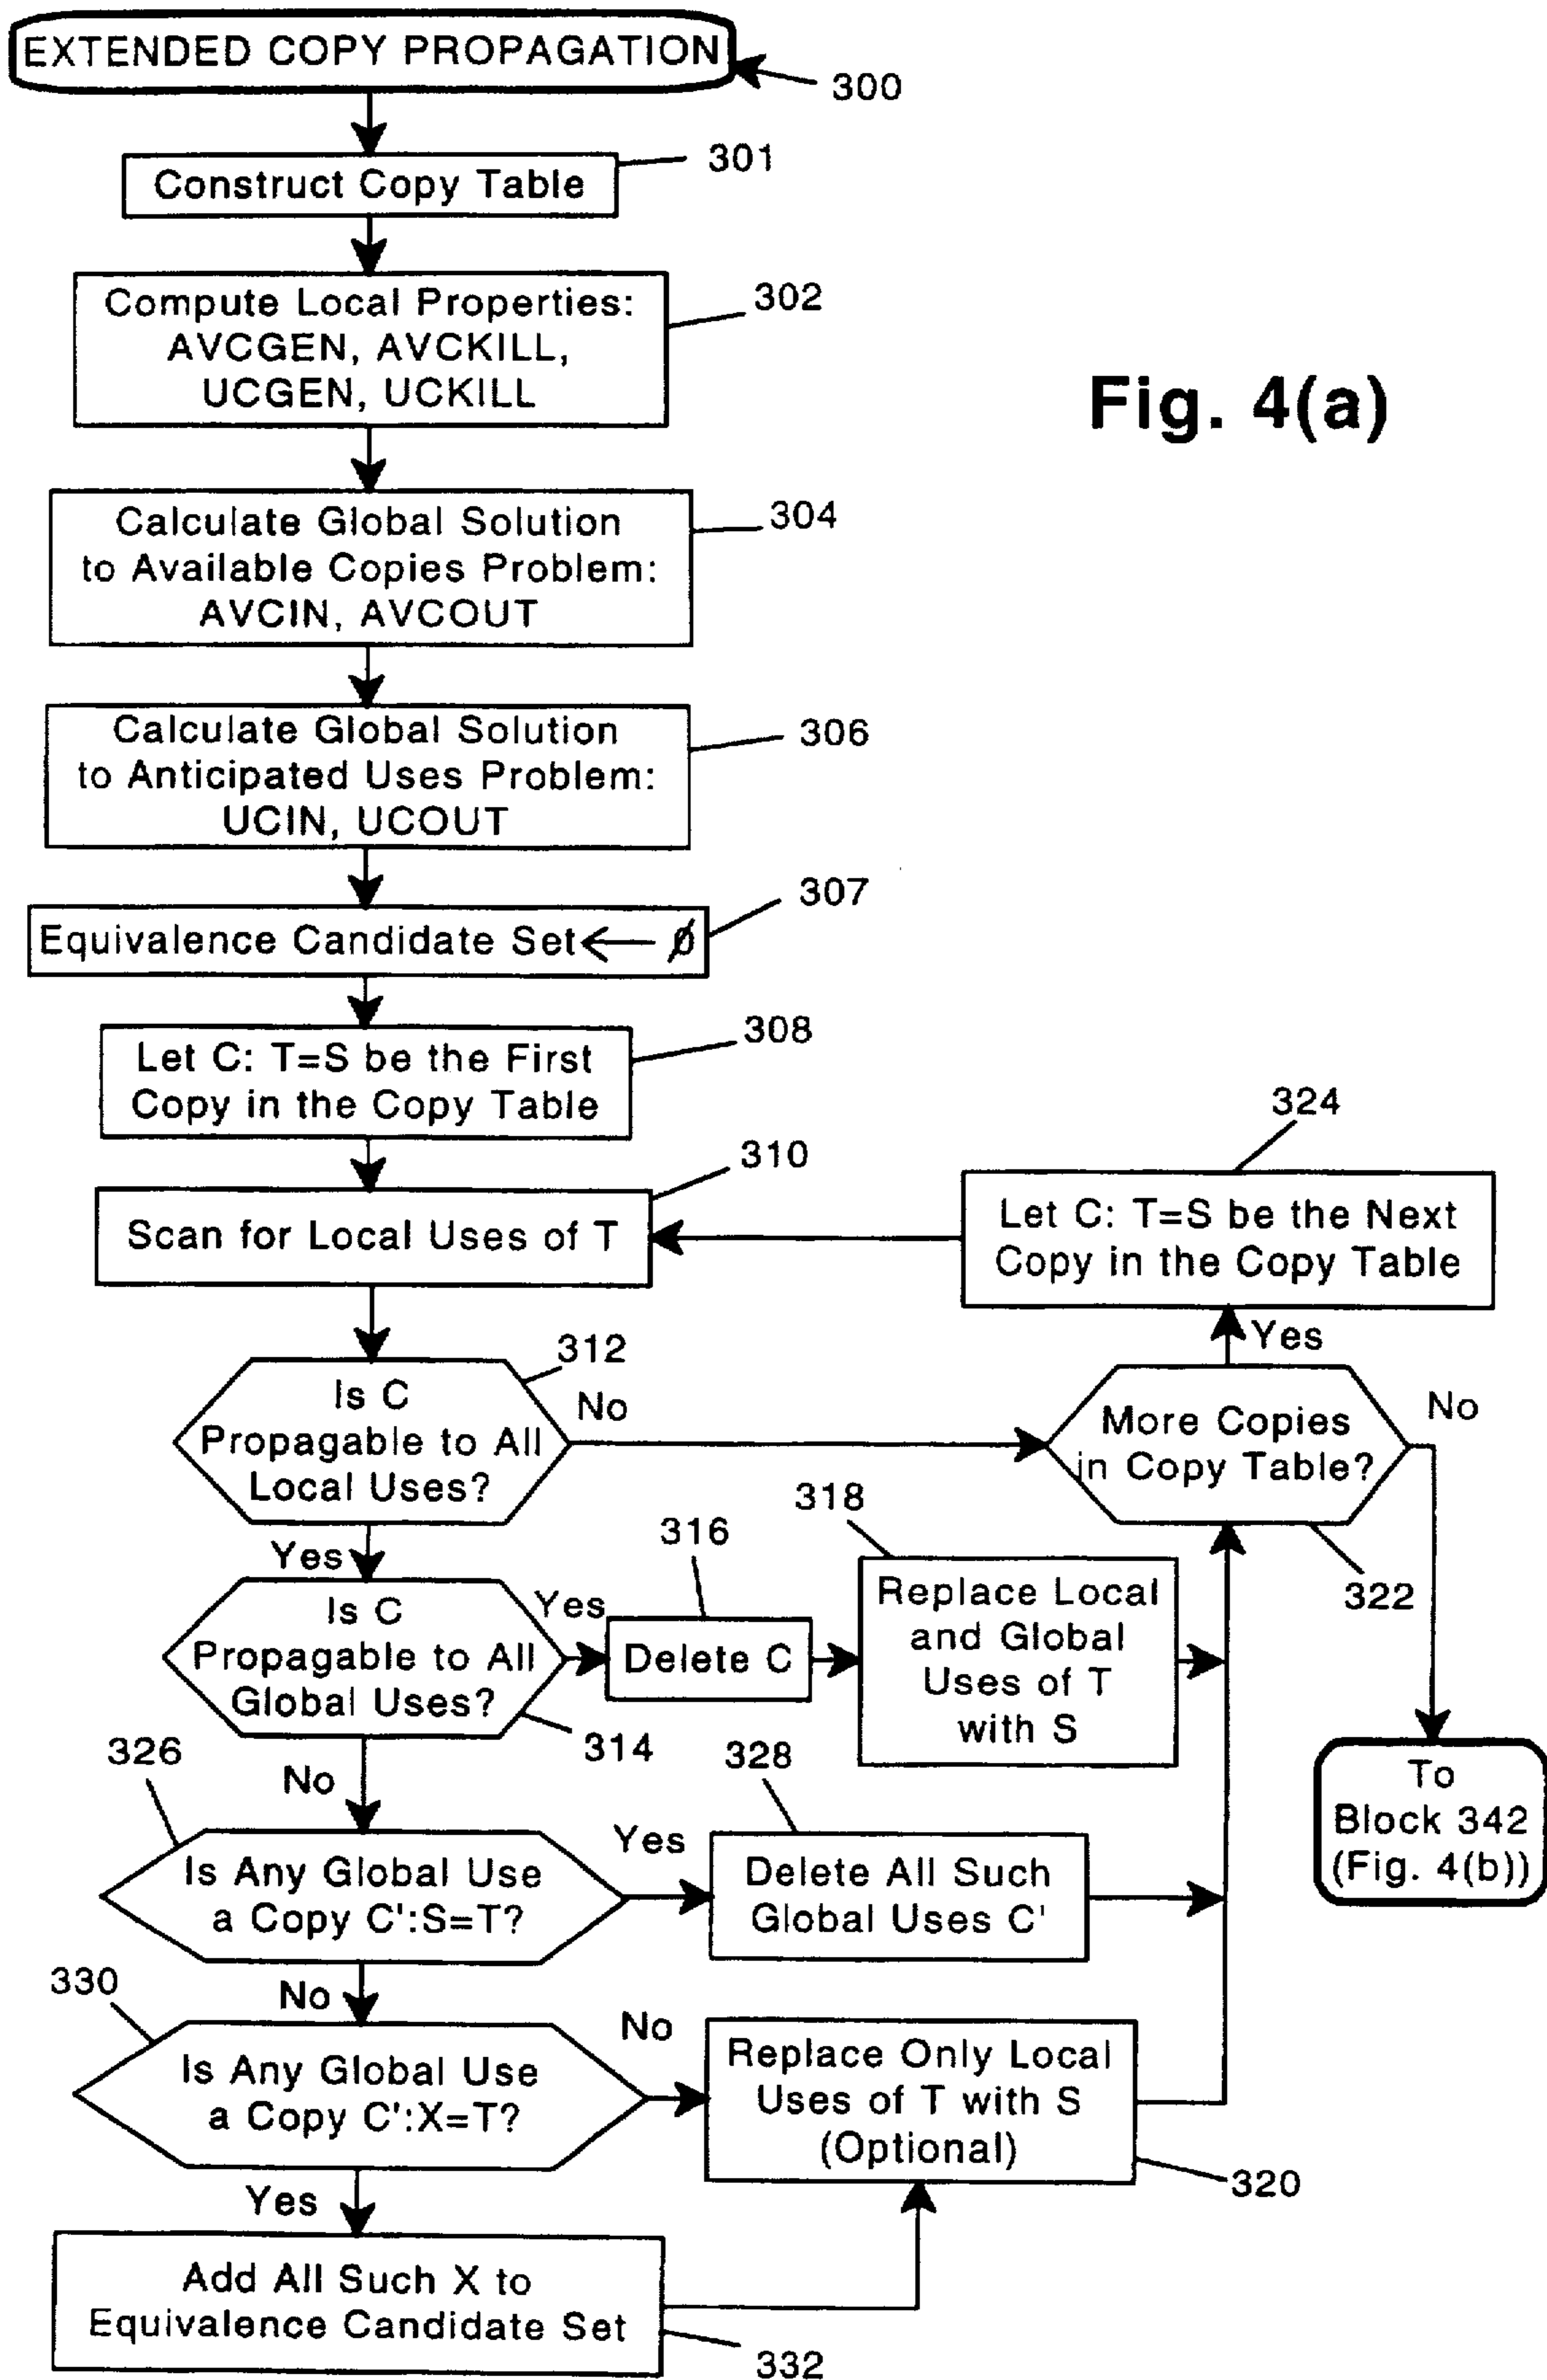 EXTENDED COPY PROPAGATION
300
Construct Copy Table
301
Compute Local Properties:
AVCGEN, AVCKILL,
UCGEN, UCKILL
302
Fig. 4(a)
Calculate Global Solution
to Available Copies Problem:
AVCIN, AVCOUT
304
Calculate Global Solution
to Anticipated Uses Problem:
UCIN, UCOUT
306
Equivalence Candidate Set ← ∅
307
Let C: T=S be the First
Copy in the Copy Table
308
Scan for Local Uses of T
310
Let C: T=S be the Next
Copy in the Copy Table
324
Yes
Is C
Propagable to All
Local Uses?
312
No
More Copies
in Copy Table?
No
322
Yes
Is C
Propagable to All
Global Uses?
314
Yes
Delete C
316
Replace Local
and Global
Uses of T
with S
318
To
Block 342
(Fig. 4(b))
No
326
Is Any Global Use
a Copy C':S=T?
Yes
Delete All Such
Global Uses C'
328
No
330
Is Any Global Use
a Copy C':X=T?
No
Replace Only Local
Uses of T with S
(Optional)
320
Yes
Add All Such X to
Equivalence Candidate Set
332